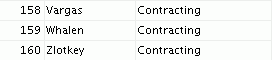 158 Vargas Contracting
159 Whalen Contracting
160 Zlotkey Contracting